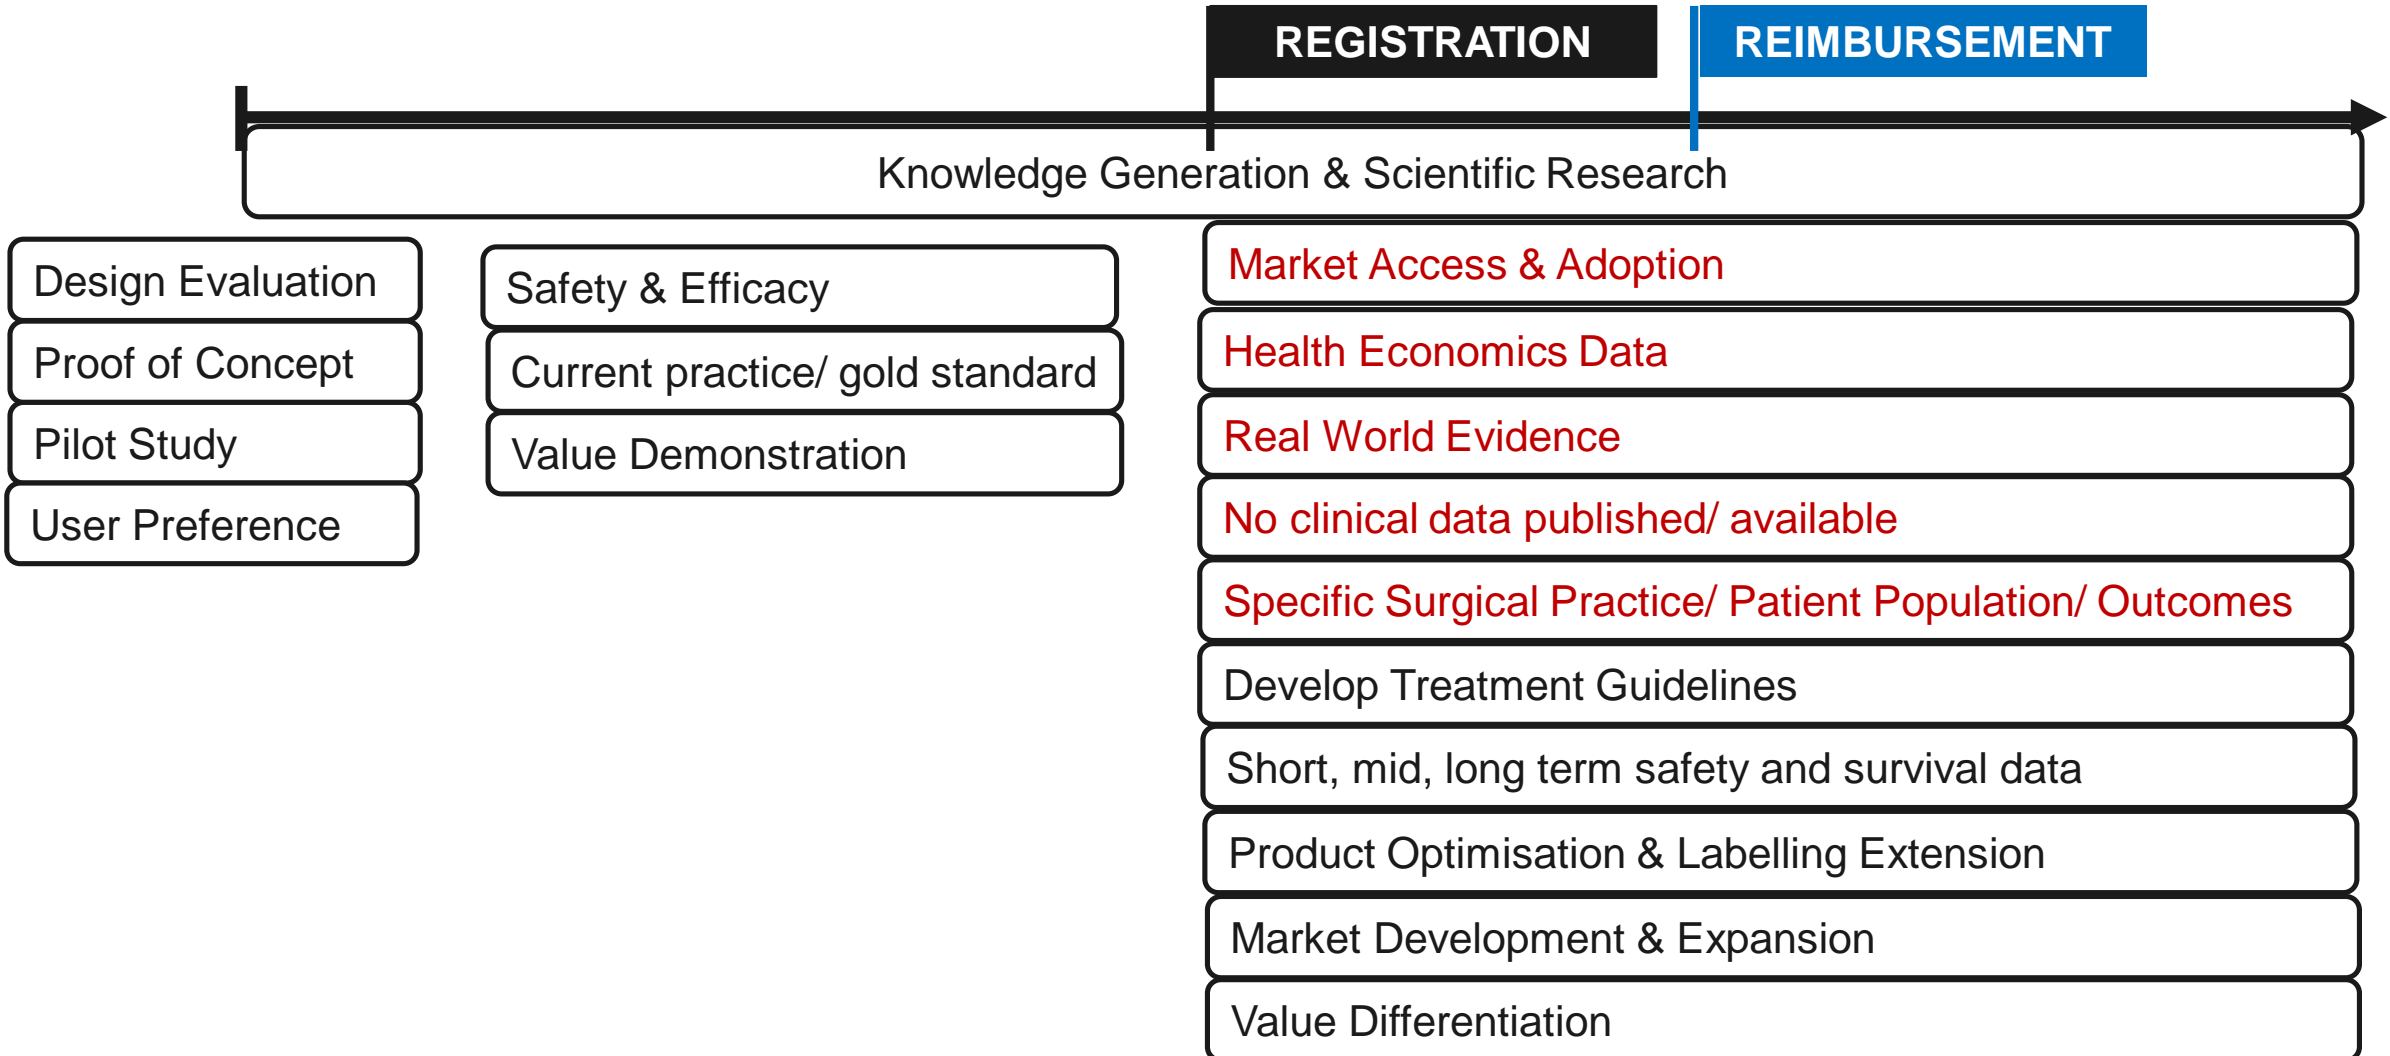 REGISTRATION
REIMBURSEMENT
Knowledge Generation & Scientific Research
Design Evaluation
Proof of Concept
Pilot Study
User Preference
Safety & Efficacy
Current practice/ gold standard
Value Demonstration
Market Access & Adoption
Health Economics Data
Real World Evidence
No clinical data published/ available
Specific Surgical Practice/ Patient Population/ Outcomes
Develop Treatment Guidelines
Short, mid, long term safety and survival data
Product Optimisation & Labelling Extension
Market Development & Expansion
Value Differentiation